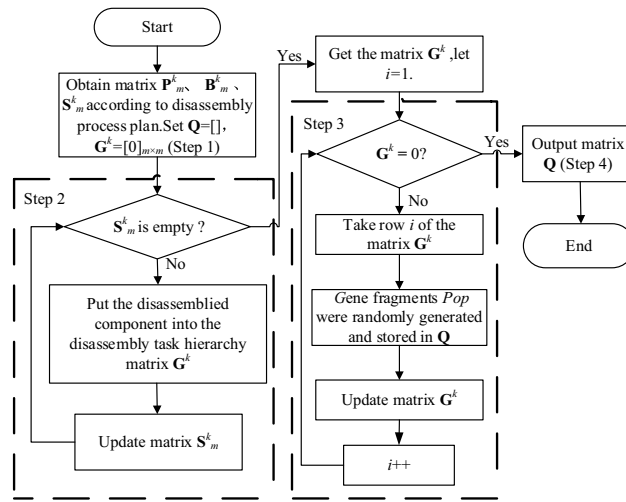 Start
Obtain matrix P^k_m、 B^k_m 、
S^k_m according to disassembly
process plan.Set Q=[]，
G^k=[0]_{m×m} (Step 1)
Step 2
S^k_m is empty ?
Yes
No
Put the disassemblied
component into the
disassembly task hierarchy
matrix G^k
Update matrix S^k_m
Get the matrix G^k ,let
i=1.
Step 3
G^k = 0?
Yes
No
Take row i of the
matrix G^k
Gene fragments Pop
were randomly generated
and stored in Q
Update matrix G^k
i++
Output matrix
Q (Step 4)
End